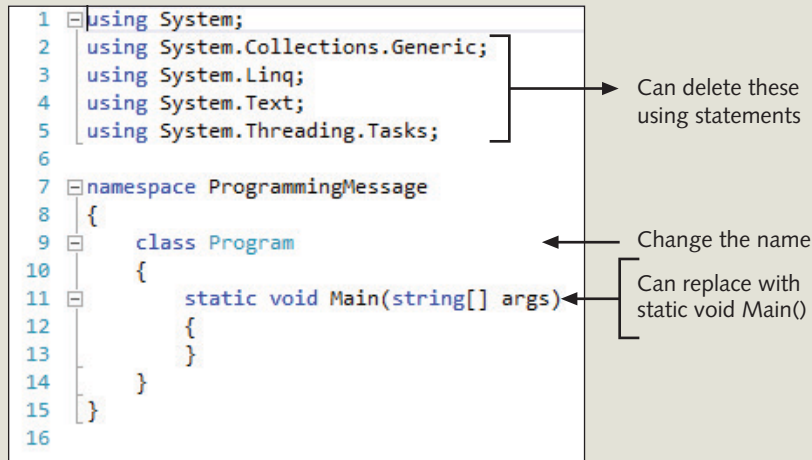 1 using System;
2 using System.Collections.Generic;
3 using System.Linq;
4 using System.Text;
5 using System.Threading.Tasks;
6
7 namespace ProgrammingMessage
8 {
9 class Program
10 {
11 static void Main(string[] args)
12 {
13 }
14 }
15 }
16
Can delete these
using statements
Change the name
Can replace with
static void Main()